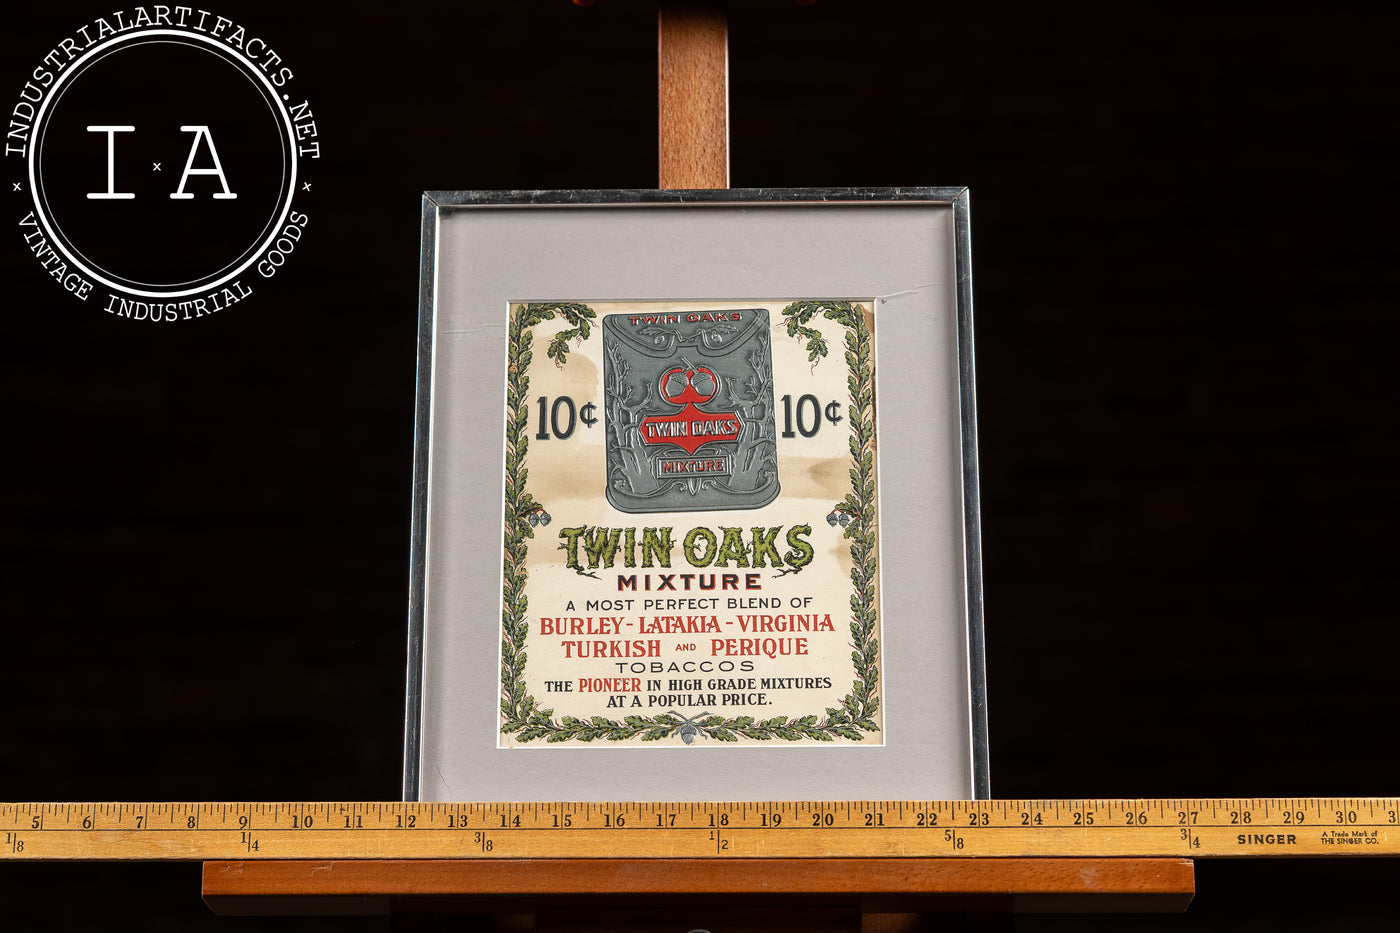 INDUSTRIALARTIFACTS.NET
I x A
x x
VINTAGE INDUSTRIAL GOODS
TWIN OAKS
10¢ 10¢
TWIN OAKS
MIXTURE
TWIN OAKS
MIXTURE
A MOST PERFECT BLEND OF
BURLEY - LATAKIA - VIRGINIA
TURKISH AND PERIQUE
TOBACCOS
THE PIONEER IN HIGH GRADE MIXTURES
AT A POPULAR PRICE.
5 6 7 8 9 10 11 12 13 14 15 16 17 18 19 20 21 22 23 24 25 26 27 28 29 30 3
1/8 1/4 3/8 1/2 5/8 3/4 SINGER A Trade Mark of
THE SINGER CO.